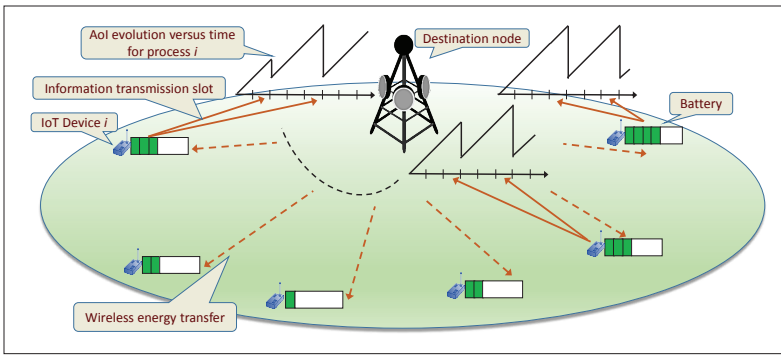 AoI evolution versus time
for process i
Destination node
Information transmission slot
Battery
IoT Device i
Wireless energy transfer